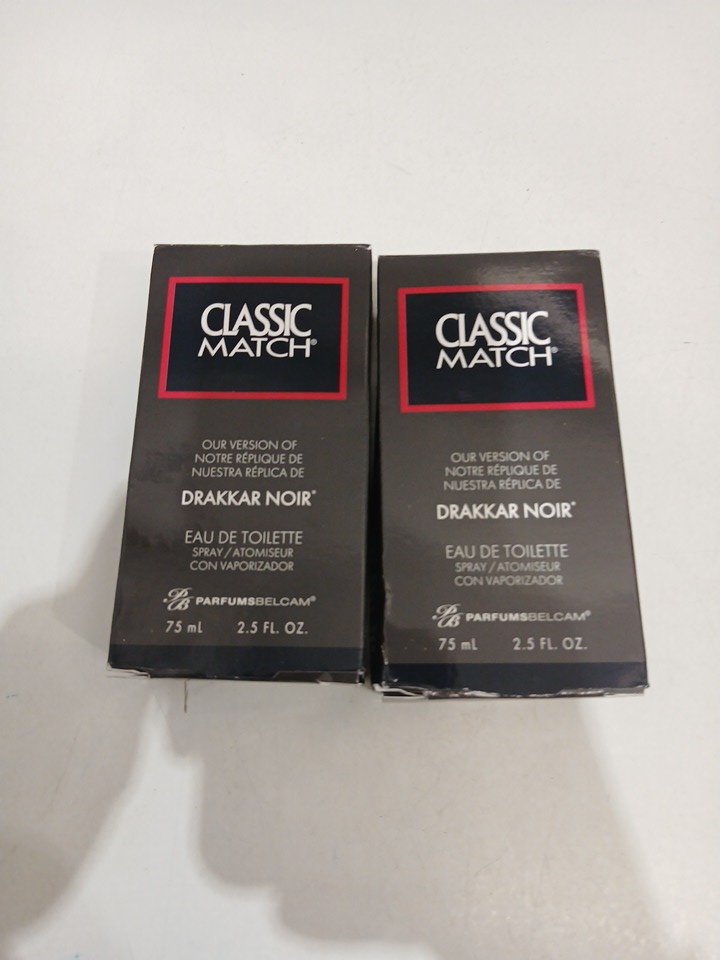 CLASSIC
MATCH®
OUR VERSION OF
NOTRE RÉPLIQUE DE
NUESTRA RÉPLICA DE
DRAKKAR NOIR*
EAU DE TOILETTE
SPRAY / ATOMISEUR
CON VAPORIZADOR
PB PARFUMSBELCAM®
75 mL 2.5 FL. OZ.
CLASSIC
MATCH®
OUR VERSION OF
NOTRE RÉPLIQUE DE
NUESTRA RÉPLICA DE
DRAKKAR NOIR*
EAU DE TOILETTE
SPRAY / ATOMISEUR
CON VAPORIZADOR
PB PARFUMSBELCAM®
75 mL 2.5 FL. OZ.